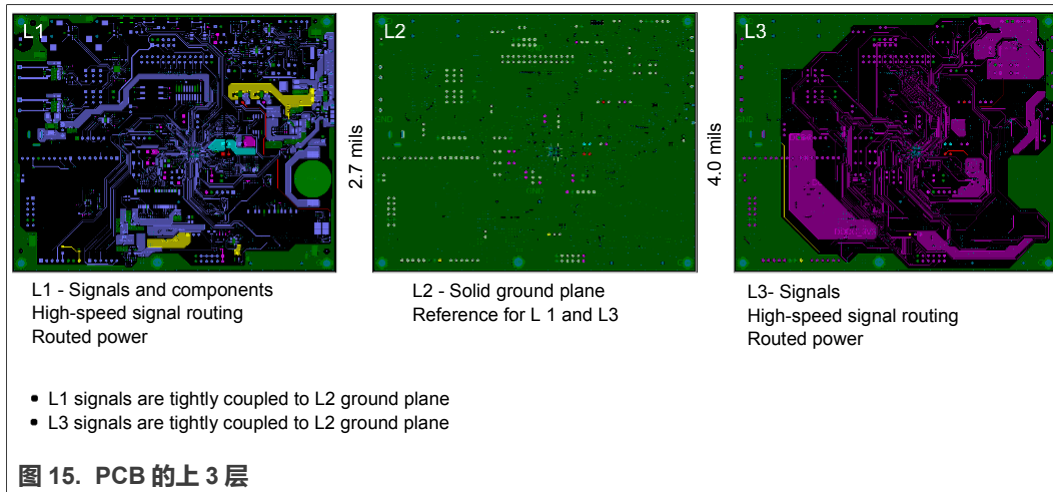 L1
L2
L3
2.7 mils
4.0 mils
L1 - Signals and components
High-speed signal routing
Routed power
L2 - Solid ground plane
Reference for L 1 and L3
L3- Signals
High-speed signal routing
Routed power
• L1 signals are tightly coupled to L2 ground plane
• L3 signals are tightly coupled to L2 ground plane
图 15. PCB 的上 3 层